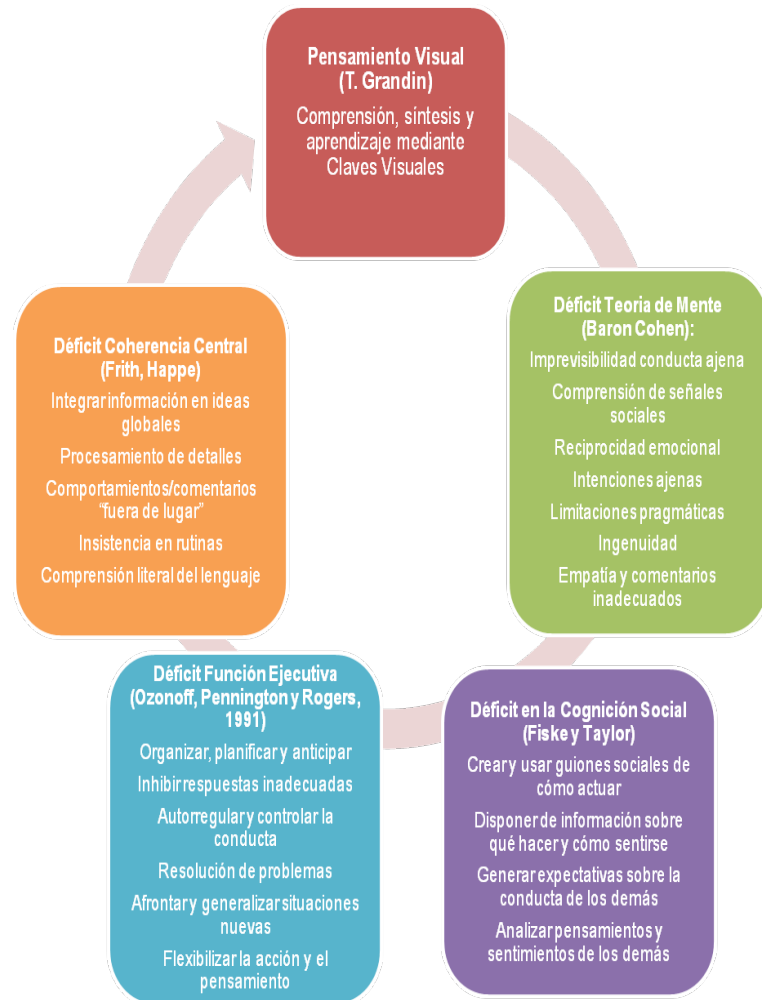 Pensamiento Visual
(T. Grandin)
Comprensión, síntesis y
aprendizaje mediante
Claves Visuales
Déficit Teoria de Mente
(Baron Cohen):
Imprevisibilidad conducta ajena
Comprensión de señales
sociales
Reciprocidad emocional
Intenciones ajenas
Limitaciones pragmáticas
Ingenuidad
Empatía y comentarios
inadecuados
Déficit en la Cognición Social
(Fiske y Taylor)
Crear y usar guiones sociales de
cómo actuar
Disponer de información sobre
qué hacer y cómo sentirse
Generar expectativas sobre la
conducta de los demás
Analizar pensamientos y
sentimientos de los demás
Déficit Función Ejecutiva
(Ozonoff, Pennington y Rogers,
1991)
Organizar, planificar y anticipar
Inhibir respuestas inadecuadas
Autorregular y controlar la
conducta
Resolución de problemas
Afrontar y generalizar situaciones
nuevas
Flexibilizar la acción y el
pensamiento
Déficit Coherencia Central
(Frith, Happe)
Integrar información en ideas
globales
Procesamiento de detalles
Comportamientos/comentarios
“fuera de lugar”
Insistencia en rutinas
Comprensión literal del lenguaje